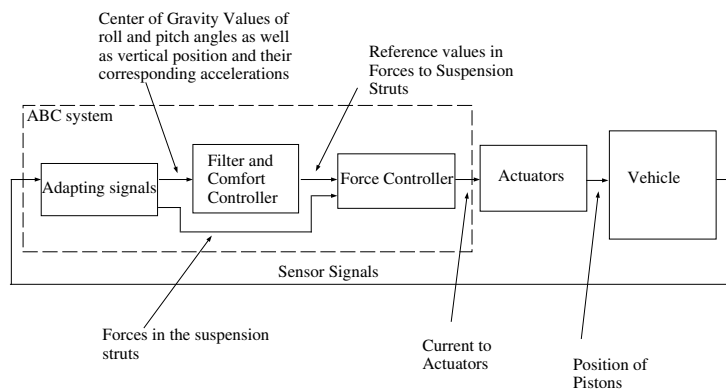 Center of Gravity Values of
roll and pitch angles as well
as vertical position and their
corresponding accelerations
Reference values in
Forces to Suspension
Struts
ABC system
Adapting signals
Filter and
Comfort
Controller
Force Controller
Actuators
Vehicle
Sensor Signals
Forces in the suspension
struts
Current to
Actuators
Position of
Pistons